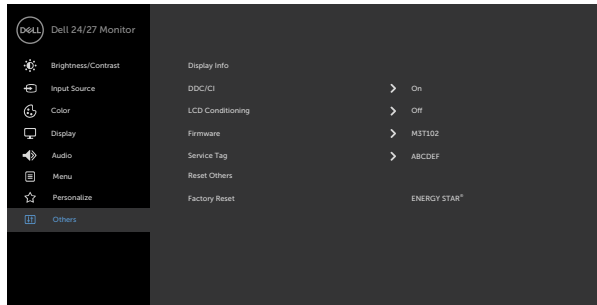 DELL Dell 24/27 Monitor
Brightness/Contrast
Input Source
Color
Display
Audio
Menu
Personalize
Others
Display Info
DDC/CI On
LCD Conditioning Off
Firmware M3T102
Service Tag ABCDEF
Reset Others
Factory Reset ENERGY STAR®